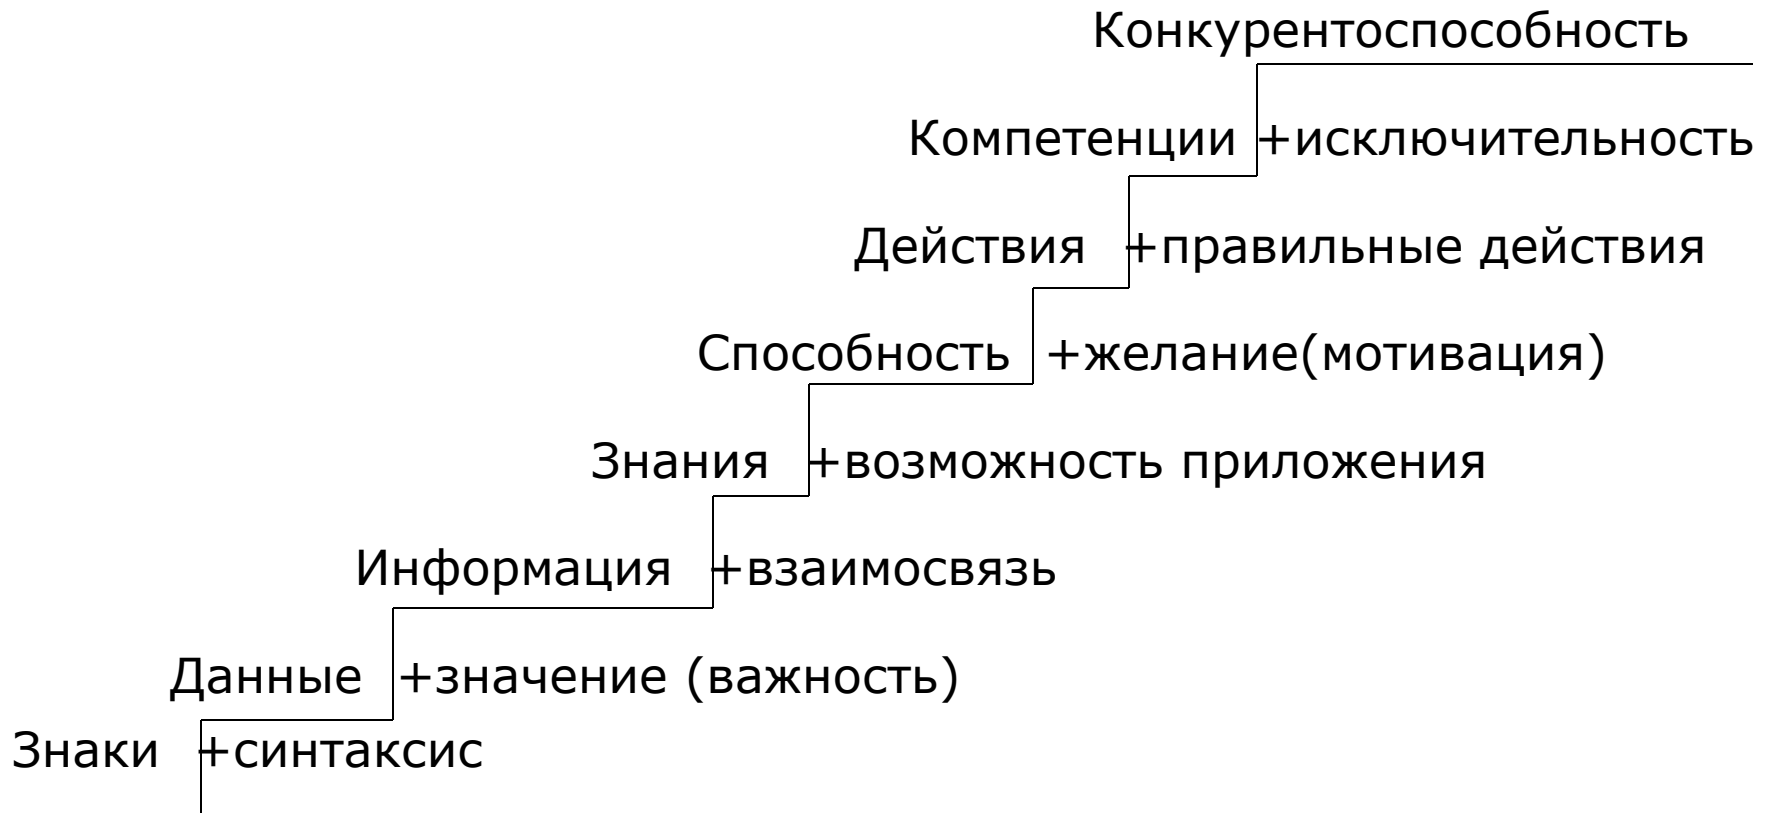 Конкурентоспособность
Компетенции +исключительность
Действия +правильные действия
Способность +желание(мотивация)
Знания +возможность приложения
Информация +взаимосвязь
Данные +значение (важность)
Знаки +синтаксис